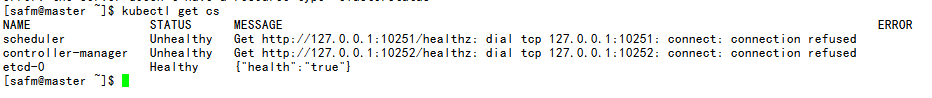 [safm@master ~]$ kubectl get cs
NAME STATUS MESSAGE ERROR
scheduler Unhealthy Get http://127.0.0.1:10251/healthz: dial tcp 127.0.0.1:10251: connect: connection refused
controller-manager Unhealthy Get http://127.0.0.1:10252/healthz: dial tcp 127.0.0.1:10252: connect: connection refused
etcd-0 Healthy {"health":"true"}
[safm@master ~]$